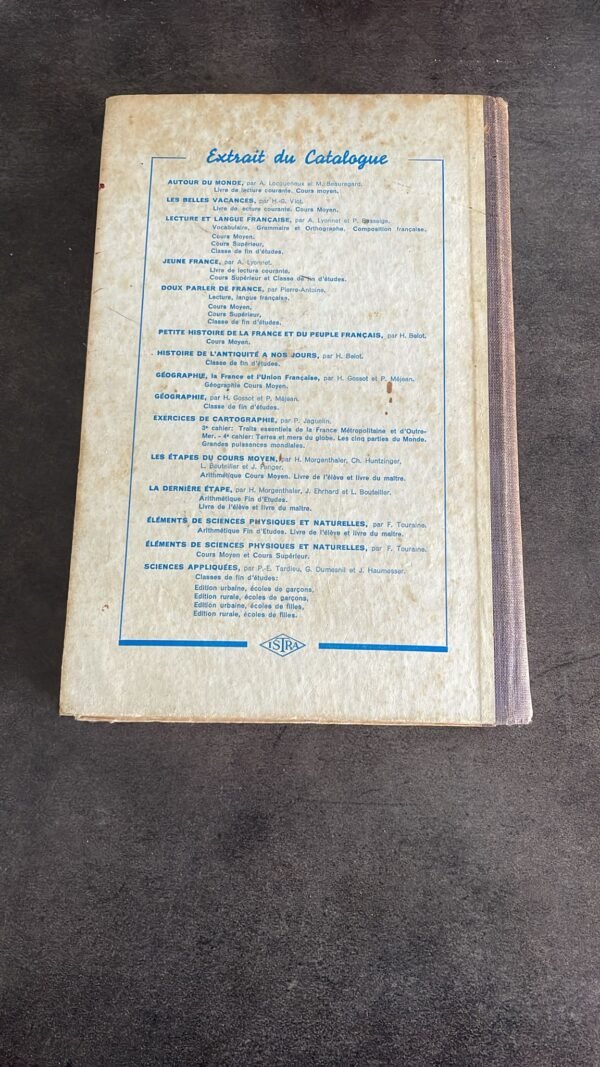 Extrait du Catalogue
AUTOUR DU MONDE, par A. Locqueneux et M. Beauregard.
Livre de lecture courante. Cours moyen.
LES BELLES VACANCES, par H.-G. Viot.
Livre de lecture courante. Cours Moyen.
LECTURE ET LANGUE FRANÇAISE, par A. Lyonnet et P.
Vocabulaire, Grammaire et Orthographe, Composition française.
Cours Moyen.
Cours Supérieur,
Classe de fin d'études.
JEUNE FRANCE, par A. Lyonnet.
Livre de lecture courante.
Cours Supérieur et Classe de fin d'études.
DOUX PARLER DE FRANCE, par Pierre-Antoine.
Lecture, langue française.
Cours Moyen,
Cours Supérieur,
Classe de fin d'études.
PETITE HISTOIRE DE LA FRANCE ET DU PEUPLE FRANÇAIS, par H. Belot.
Cours Moyen.
HISTOIRE DE L'ANTIQUITÉ A NOS JOURS, par H. Belot.
Classe de fin d'études.
GÉOGRAPHIE, la France et l'Union Française, par H. Gossot et P. Méjean.
Géographie Cours Moyen.
GÉOGRAPHIE, par H. Gossot et P. Méjean.
Classe de fin d'études.
EXERCICES DE CARTOGRAPHIE, par P. Jaguelin.
3e cahier: Traits essentiels de la France Métropolitaine et d'Outre-
Mer. - 4e cahier: Terres et mers du globe. Les cinq parties du Monde.
Grandes puissances mondiales.
LES ÉTAPES DU COURS MOYEN, par H. Morgenthaler, Ch. Huntzinger,
L. Bouteiller et J. Funger.
Arithmétique Cours Moyen. Livre de l'élève et livre du maître.
LA DERNIÈRE ÉTAPE, par H. Morgenthaler, J. Ehrhard et L. Bouteiller.
Arithmétique Fin d'Etudes.
Livre de l'élève et livre du maître.
ÉLÉMENTS DE SCIENCES PHYSIQUES ET NATURELLES, par F. Touraine.
Arithmétique Fin d'Etudes. Livre de l'élève et livre du maître.
ÉLÉMENTS DE SCIENCES PHYSIQUES ET NATURELLES, par F. Touraine.
Cours Moyen et Cours Supérieur.
SCIENCES APPLIQUÉES, par P.-E. Tardieu, G. Dumesnil et J. Haumesser.
Classes de fin d'études:
Edition urbaine, écoles de garçons,
Edition rurale, écoles de garçons,
Edition urbaine, écoles de filles,
Edition rurale, écoles de filles.
ISTRA